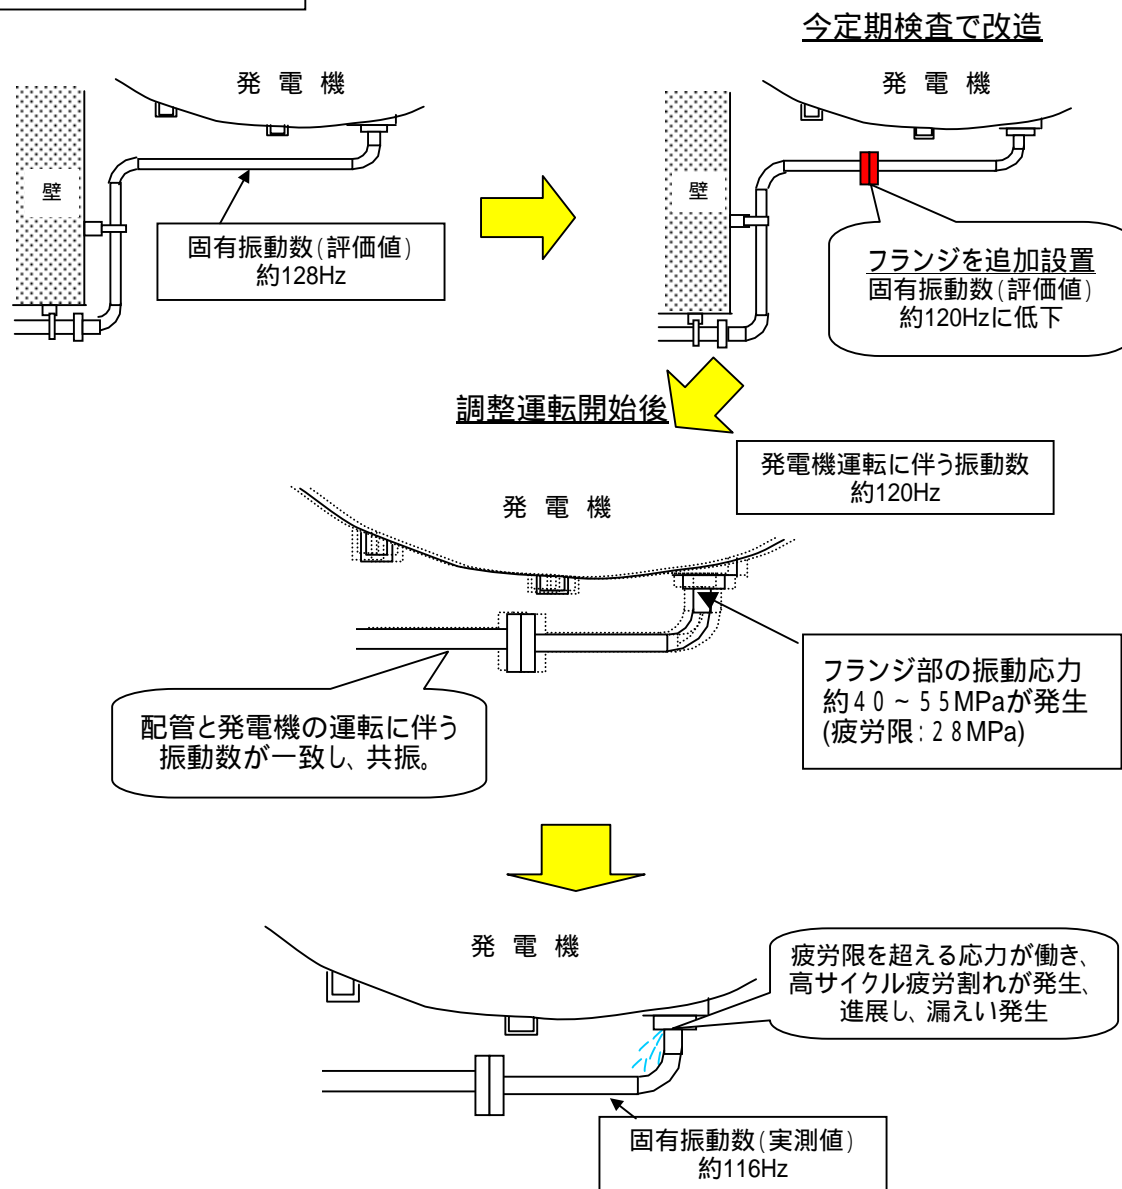 今定期検査で改造
発電機
壁
固有振動数(評価値)
約128Hz
発電機
壁
フランジを追加設置
固有振動数(評価値)
約120Hzに低下
調整運転開始後
発電機運転に伴う振動数
約120Hz
発電機
フランジ部の振動応力
約40~55MPaが発生
(疲労限:28MPa)
配管と発電機の運転に伴う
振動数が一致し、共振。
発電機
疲労限を超える応力が働き、
高サイクル疲労割れが発生、
進展し、漏えい発生
固有振動数(実測値)
約116Hz